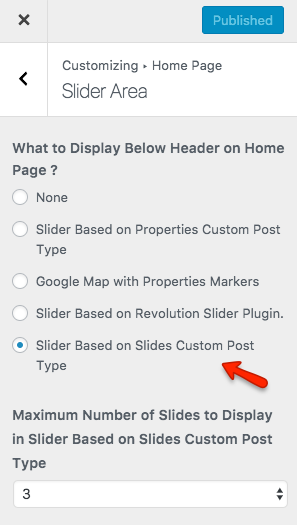 Published
Customizing ▸ Home Page
Slider Area
What to Display Below Header on Home
Page ?
None
Slider Based on Properties Custom Post
Type
Google Map with Properties Markers
Slider Based on Revolution Slider Plugin.
Slider Based on Slides Custom Post
Type
Maximum Number of Slides to Display
in Slider Based on Slides Custom Post
Type
3